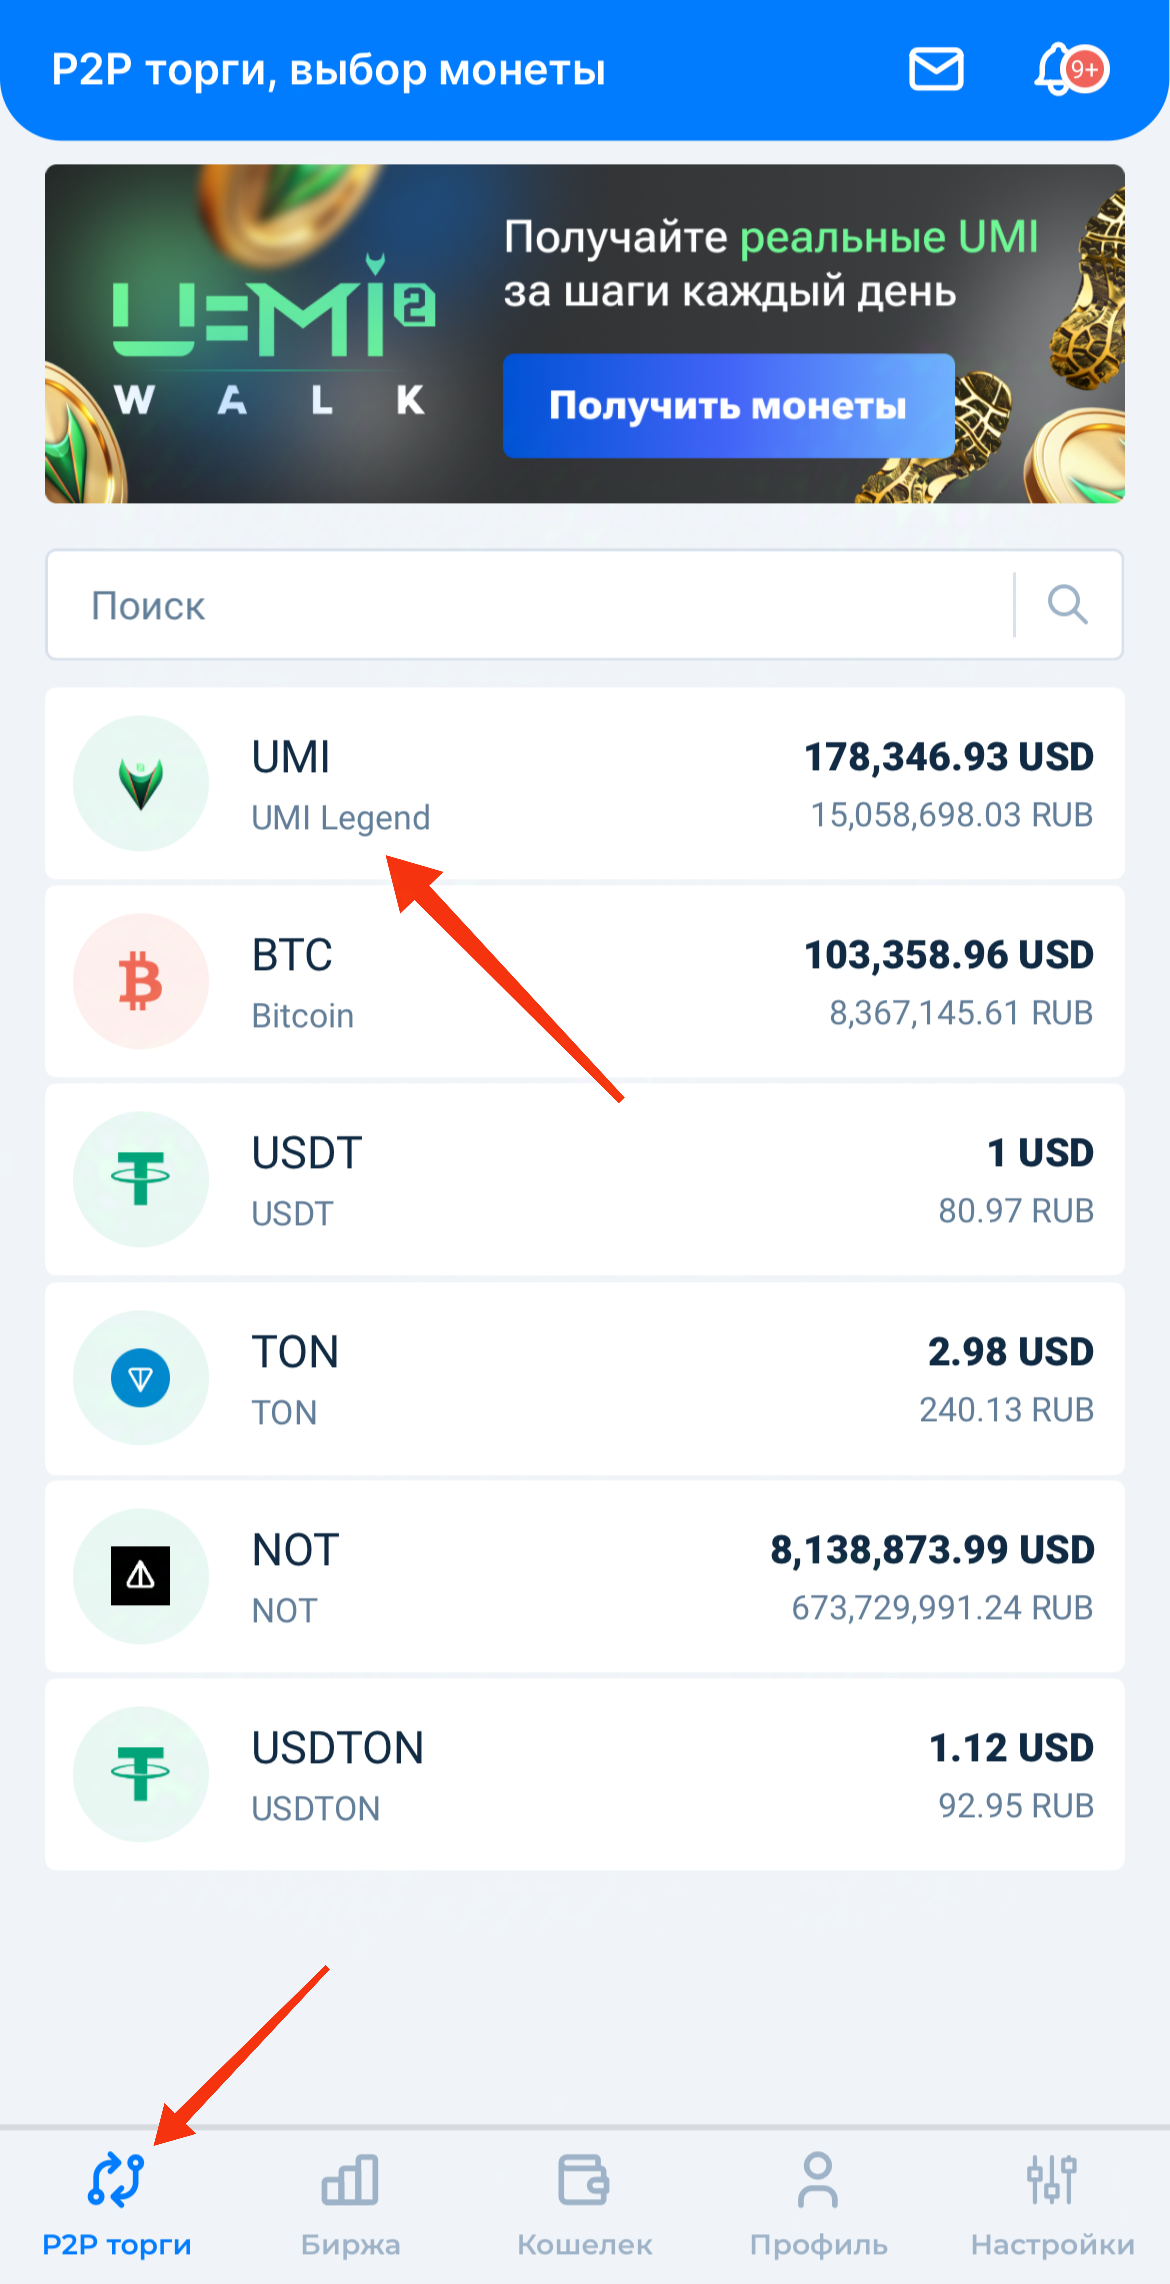 P2P торги, выбор монеты
9+
UMI 2
WALK
Получайте реальные UMI
за шаги каждый день
Получить монеты
Поиск
UMI
178,346.93 USD
UMI Legend
15,058,698.03 RUB
BTC
103,358.96 USD
Bitcoin
8,367,145.61 RUB
USDT
1 USD
USDT
80.97 RUB
TON
2.98 USD
TON
240.13 RUB
NOT
8,138,873.99 USD
NOT
673,729,991.24 RUB
USDTON
1.12 USD
USDTON
92.95 RUB
P2P торги
Биржа
Кошелек
Профиль
Настройки